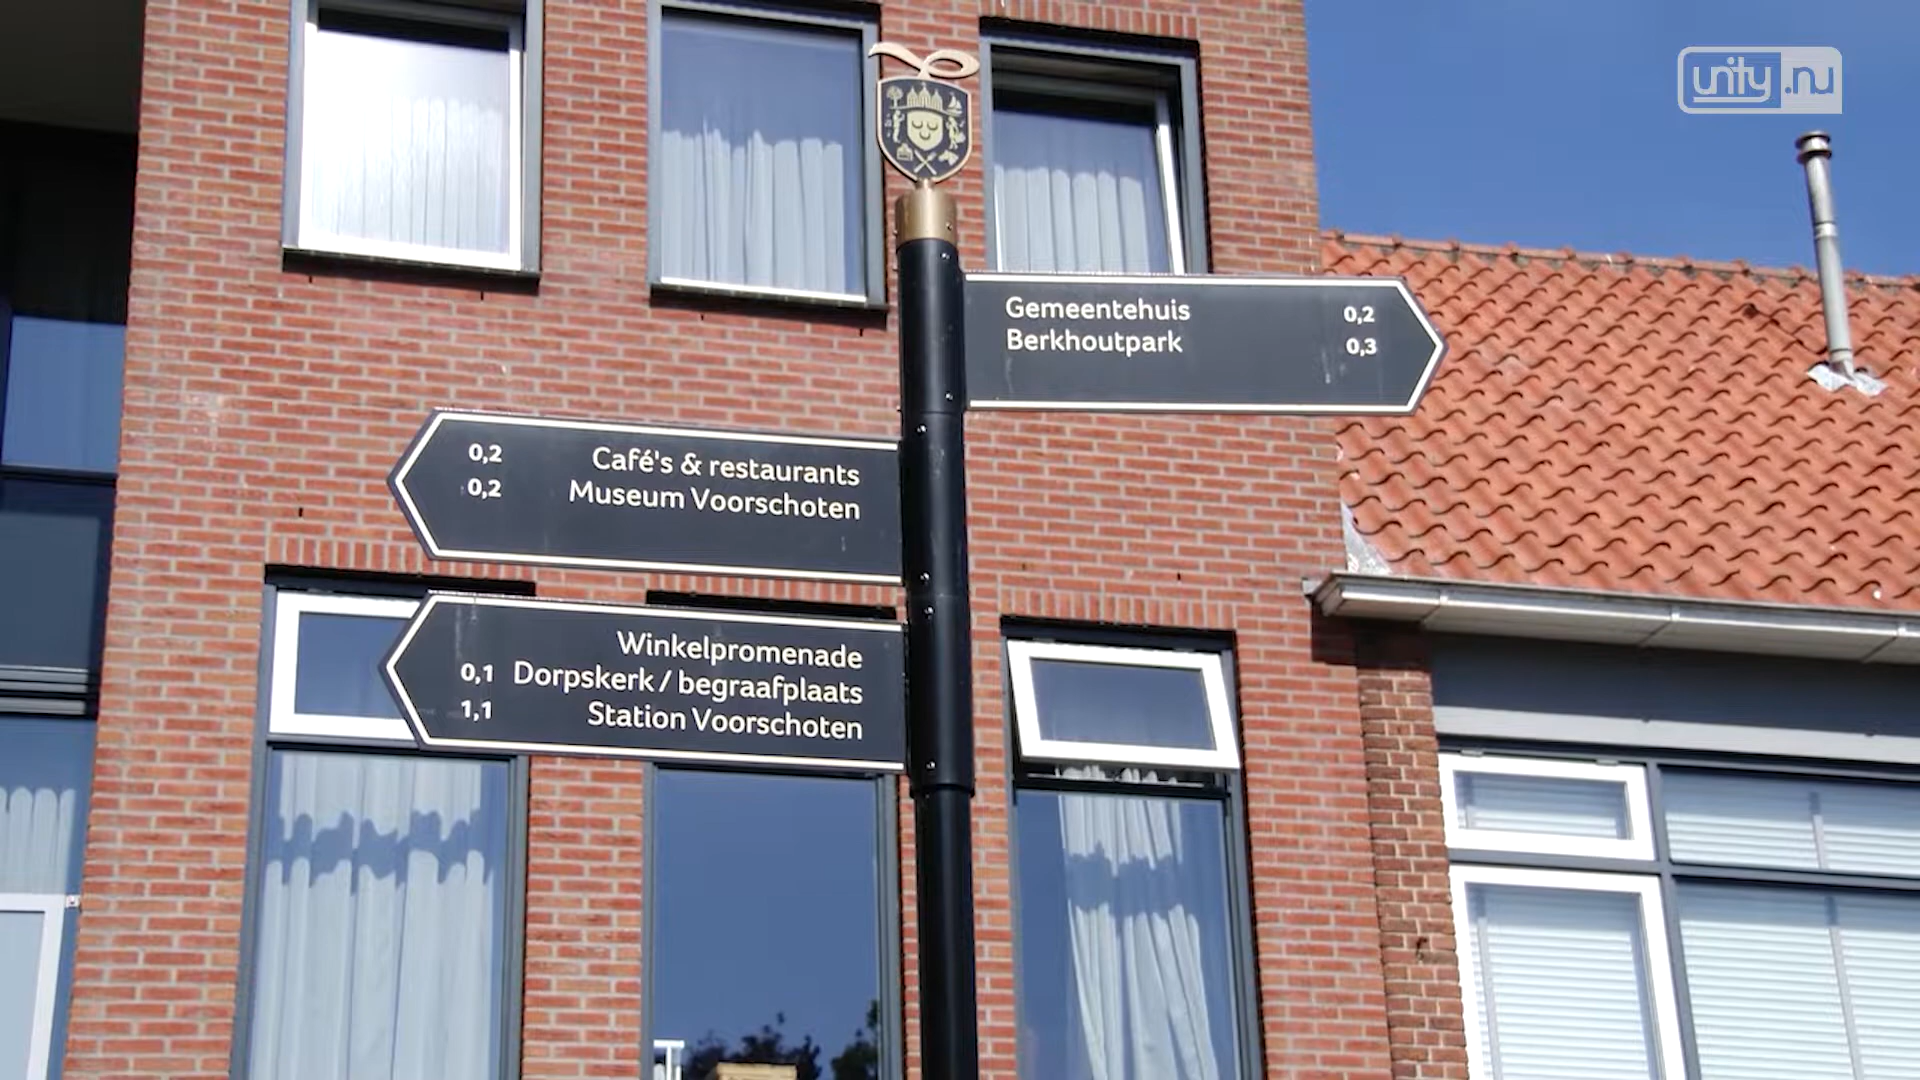 unity.nu
Gemeentehuis 0,2
Berkhoutpark 0,3
0,2 Café's & restaurants
0,2 Museum Voorschoten
Winkelpromenade
0,1 Dorpskerk / begraafplaats
1,1 Station Voorschoten